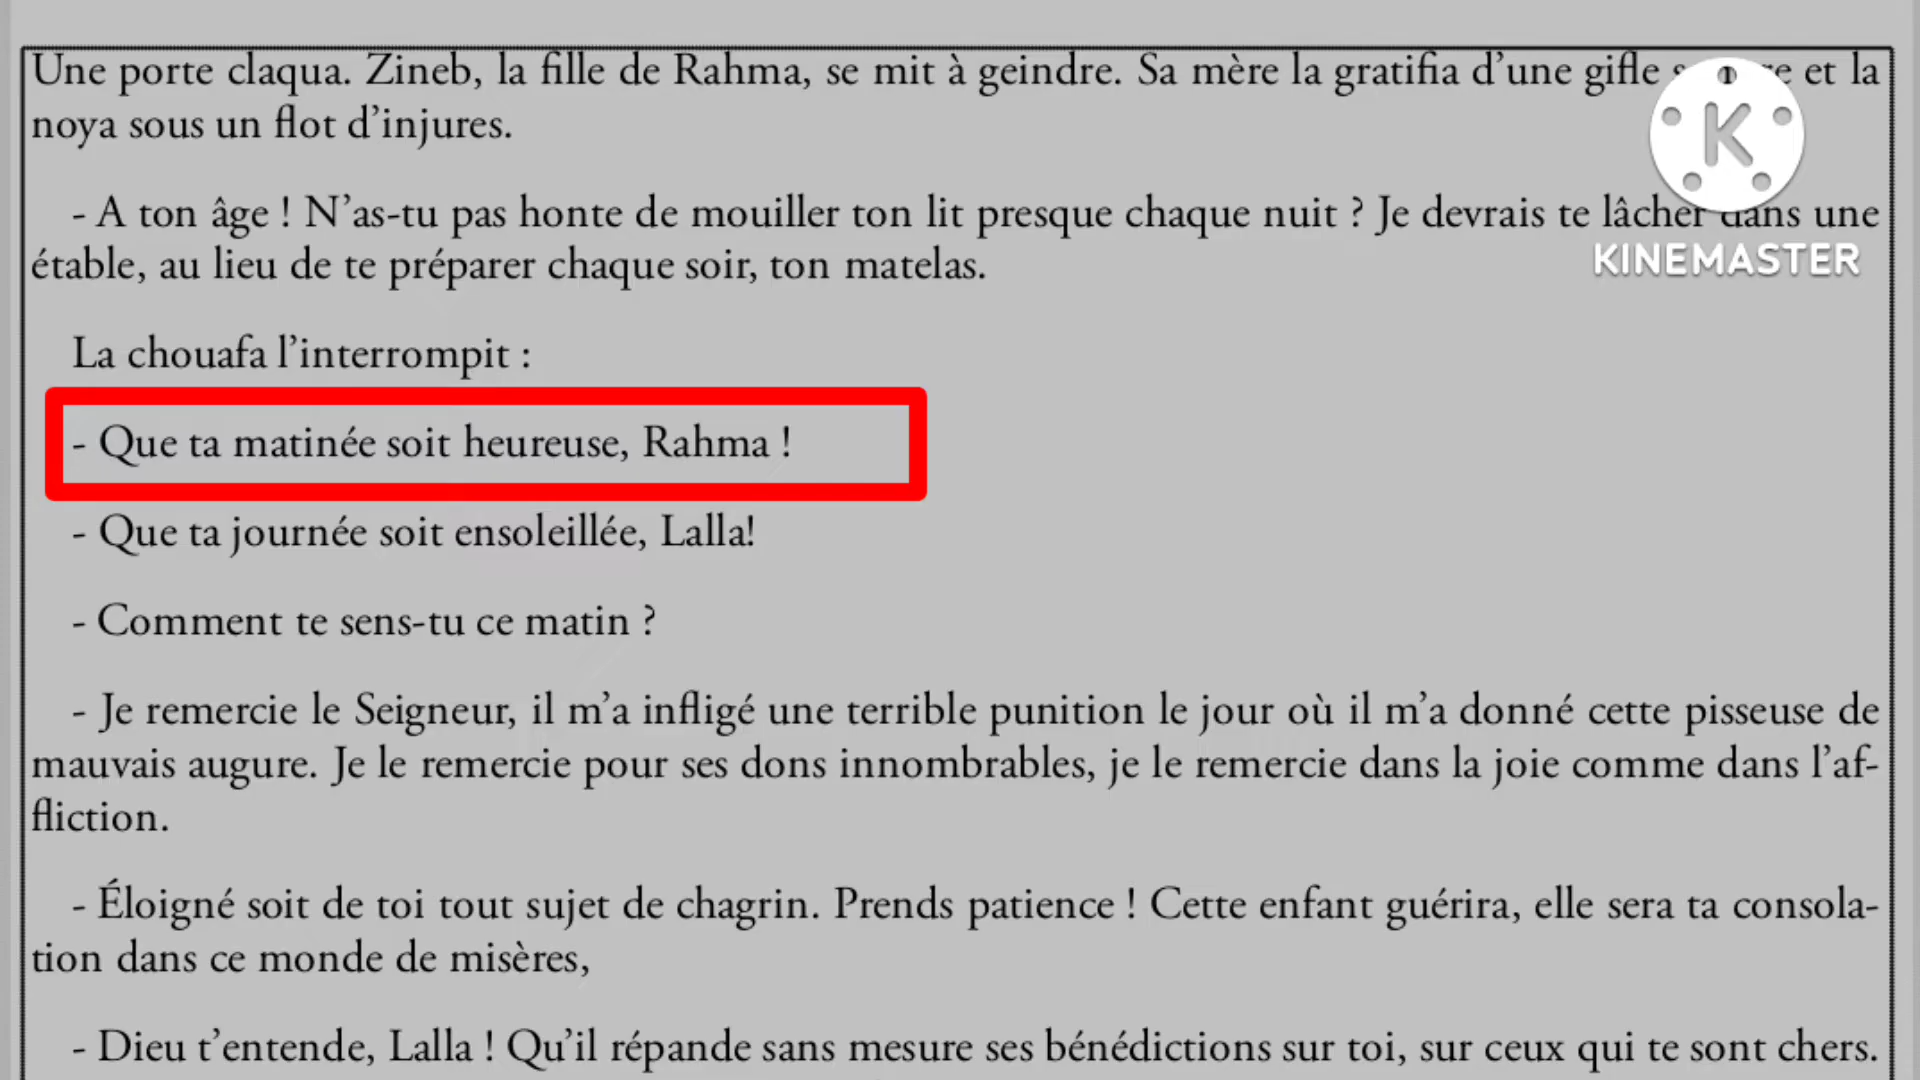 Une porte claqua. Zineb, la fille de Rahma, se mit à geindre. Sa mère la gratifia d'une gifle et la
noya sous un flot d'injures.
- A ton âge ! N'as-tu pas honte de mouiller ton lit presque chaque nuit ? Je devrais te lâcher dans une
étable, au lieu de te préparer chaque soir, ton matelas.
La chouafa l'interrompit :
- Que ta matinée soit heureuse, Rahma !
- Que ta journée soit ensoleillée, Lalla!
- Comment te sens-tu ce matin ?
- Je remercie le Seigneur, il m'a infligé une terrible punition le jour où il m'a donné cette pisseuse de
mauvais augure. Je le remercie pour ses dons innombrables, je le remercie dans la joie comme dans l'af-
fliction.
- Éloigné soit de toi tout sujet de chagrin. Prends patience ! Cette enfant guérira, elle sera ta consola-
tion dans ce monde de misères,
- Dieu t'entende, Lalla ! Qu'il répande sans mesure ses bénédictions sur toi, sur ceux qui te sont chers.
K
KINEMASTER